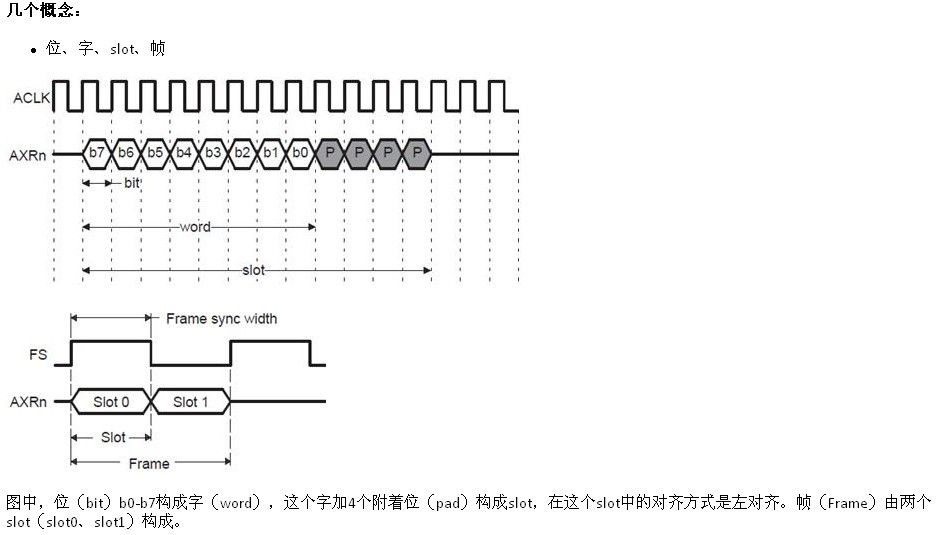 几个概念：
• 位、字、slot、帧
ACLK
AXRn b7 b6 b5 b4 b3 b2 b1 b0 P P P P
bit
word
slot
Frame sync width
FS
AXRn Slot 0 Slot 1
Slot
Frame
图中，位（bit）b0-b7构成字（word），这个字加4个附着位（pad）构成slot，在这个slot中的对齐方式是左对齐。帧（Frame）由两个
slot（slot0、slot1）构成。